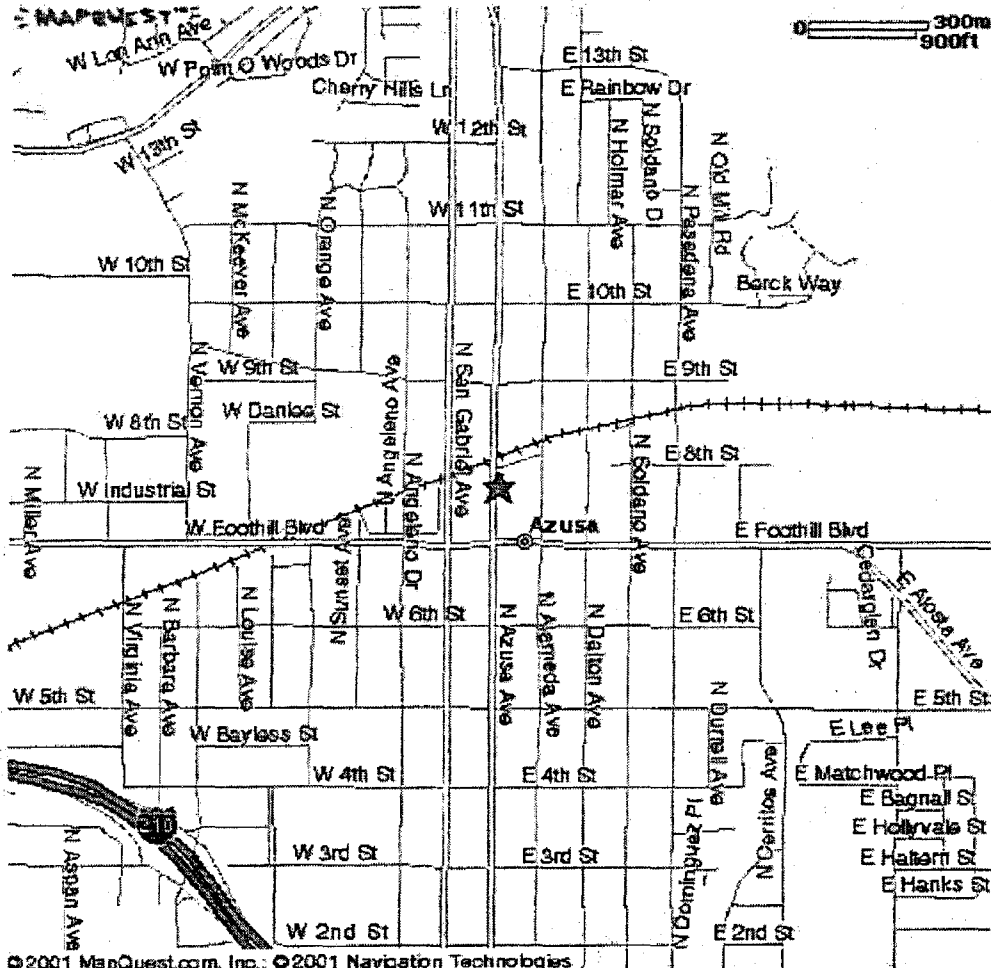 MAPQUEST
0 300m
900ft
W Lon Ann Ave
W Palm O Woods Dr
Cherry Hills Ln
E 13th St
E Rainbow Dr
W 12th St
W 13th St
N Holmar Ave
N Soldano Dr
N Old Mill Rd
N McKeever Ave
N Orange Ave
W 11th St
N Pasadena Ave
W 10th St
E 10th St
Barck Way
N Vernon Ave
W 9th St
N Angeleno Ave
N San Gabriel Ave
E 9th St
W 8th St
W Danlee St
N Miller Ave
W Industrial St
N Angeleno Dr
N Soldano Ave
E 8th St
W Foothill Blvd
Azusa
E Foothill Blvd
N Sunset Ave
Cedarglen Dr
E Alosta Ave
N Virginia Ave
N Barbara Ave
N Louise Ave
W 6th St
N Azusa Ave
N Alameda Ave
N Dalton Ave
E 6th St
W 5th St
E 5th St
W Bayless St
N Durrell Ave
E Lee Pl
W 4th St
E 4th St
N Cerritos Ave
E Matchwood Pl
E Bagnall St
210
N Dominguez Pl
E Hollyvale St
N Aspan Ave
W 3rd St
E 3rd St
E Haltern St
E Hanks St
W 2nd St
E 2nd St
©2001 MapQuest.com, Inc.; ©2001 Navigation Technologies